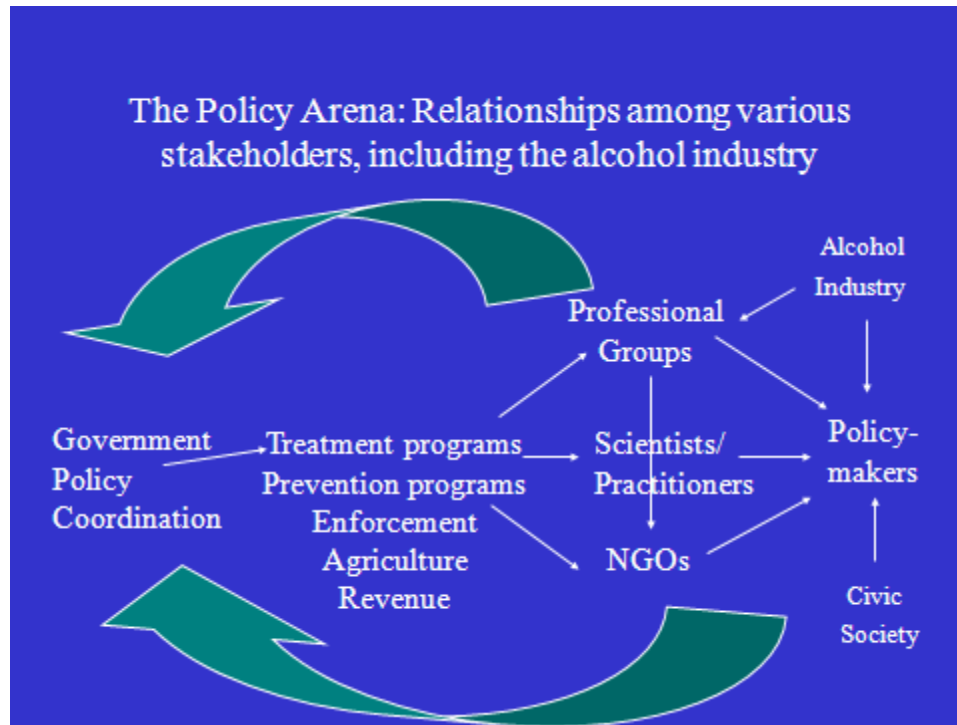 The Policy Arena: Relationships among various
stakeholders, including the alcohol industry
Alcohol
Industry
Professional
Groups
Government
Policy
Coordination
Treatment programs
Prevention programs
Enforcement
Agriculture
Revenue
Scientists/
Practitioners
NGOs
Policy-
makers
Civic
Society